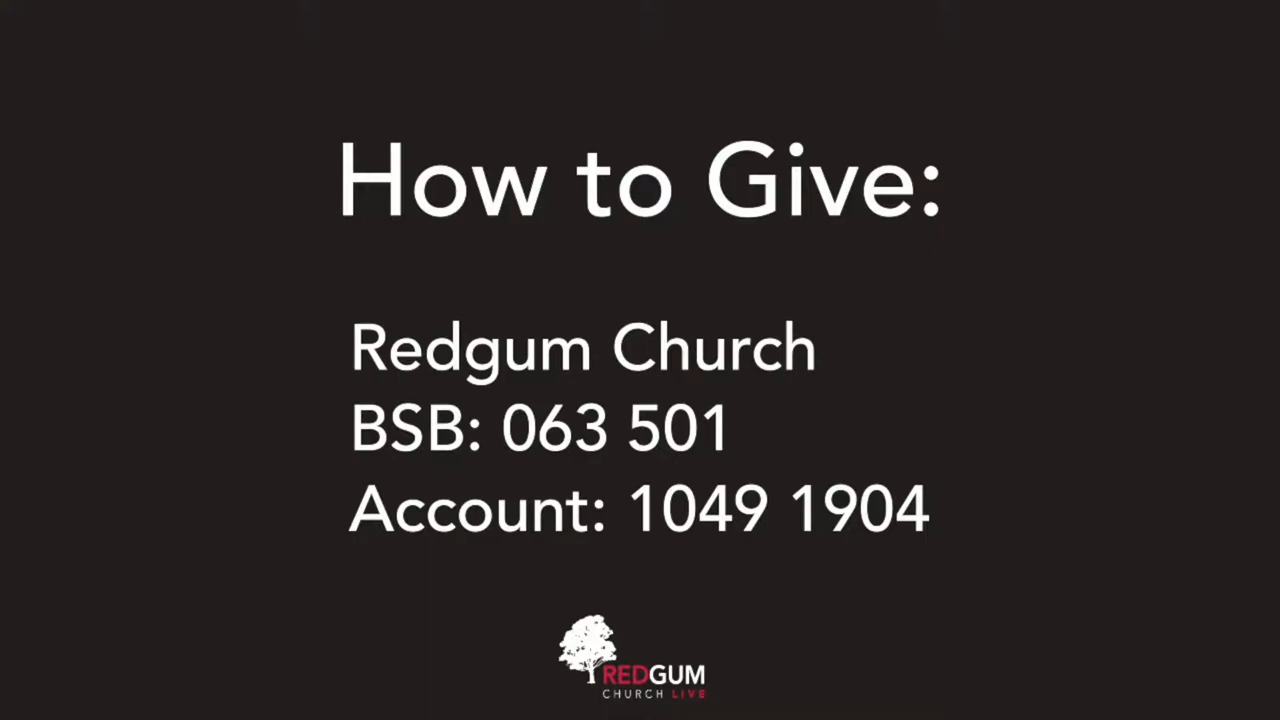 How to Give:
Redgum Church
BSB: 063 501
Account: 1049 1904
REDGUM
CHURCH LIVE